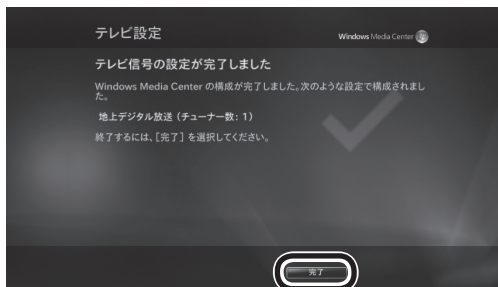 テレビ設定
Windows Media Center
テレビ信号の設定が完了しました
Windows Media Center の構成が完了しました。次のような設定で構成されまし
た。
地上デジタル放送（チューナー数：1）
終了するには、［完了］を選択してください。
完了